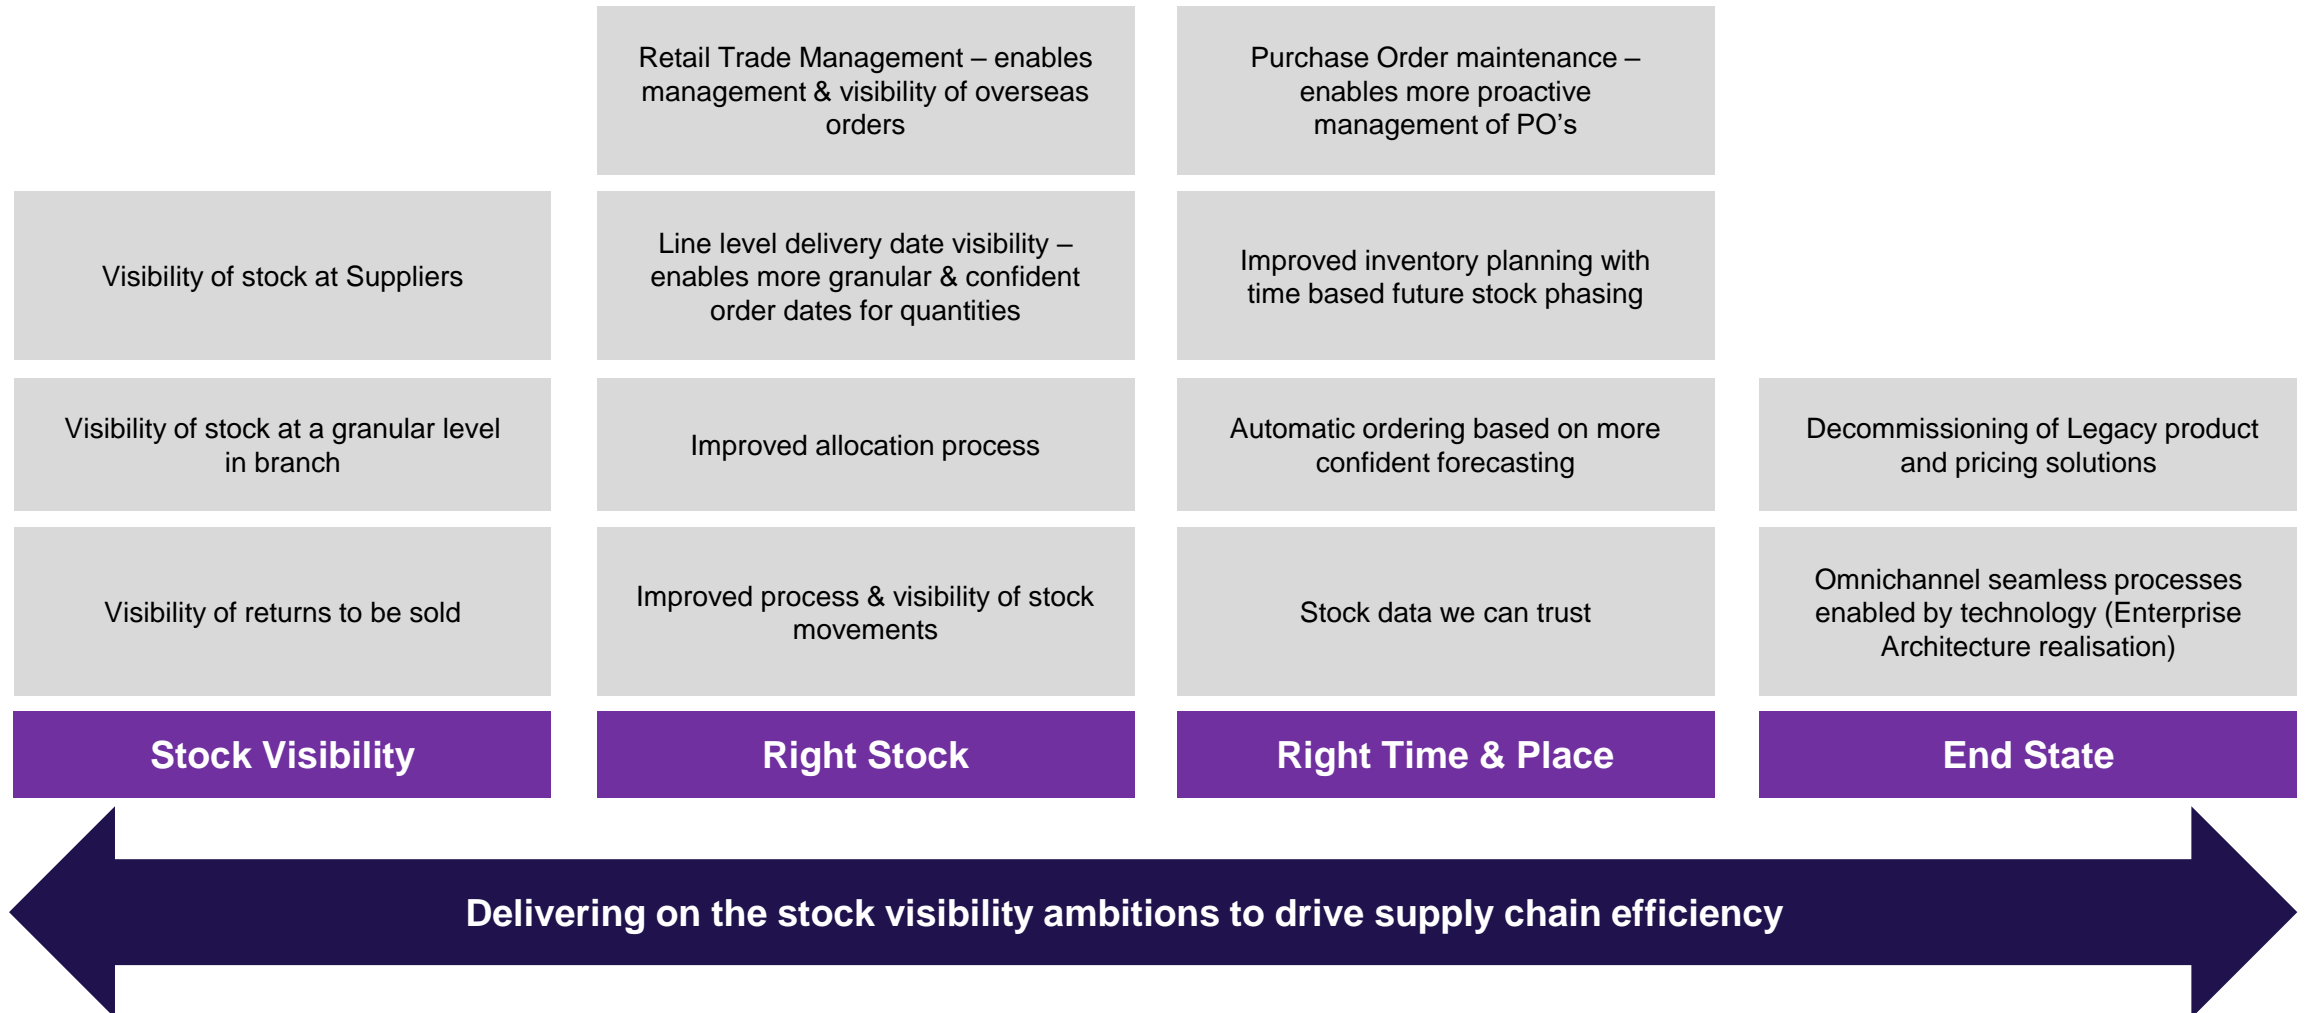 Retail Trade Management – enables
management & visibility of overseas
orders
Purchase Order maintenance –
enables more proactive
management of PO’s
Visibility of stock at Suppliers
Line level delivery date visibility –
enables more granular & confident
order dates for quantities
Improved inventory planning with
time based future stock phasing
Visibility of stock at a granular level
in branch
Improved allocation process
Automatic ordering based on more
confident forecasting
Decommissioning of Legacy product
and pricing solutions
Visibility of returns to be sold
Improved process & visibility of stock
movements
Stock data we can trust
Omnichannel seamless processes
enabled by technology (Enterprise
Architecture realisation)
Stock Visibility
Right Stock
Right Time & Place
End State
Delivering on the stock visibility ambitions to drive supply chain efficiency